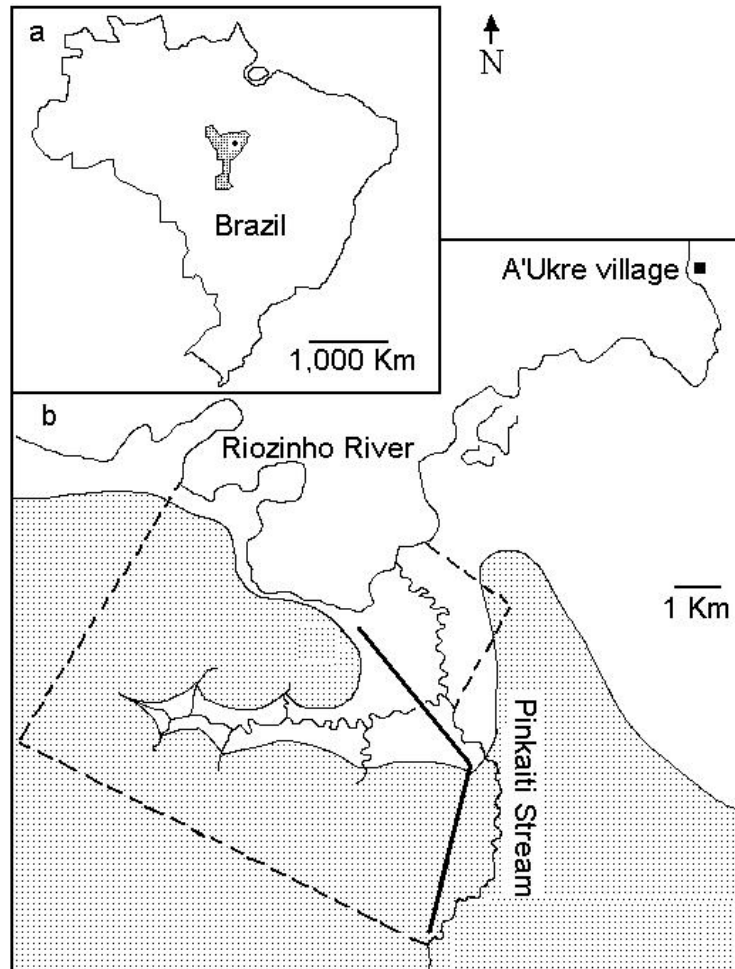 a
N
Brazil
1,000 Km
A'Ukre village
b
Riozinho River
1 Km
Pinkaiti Stream